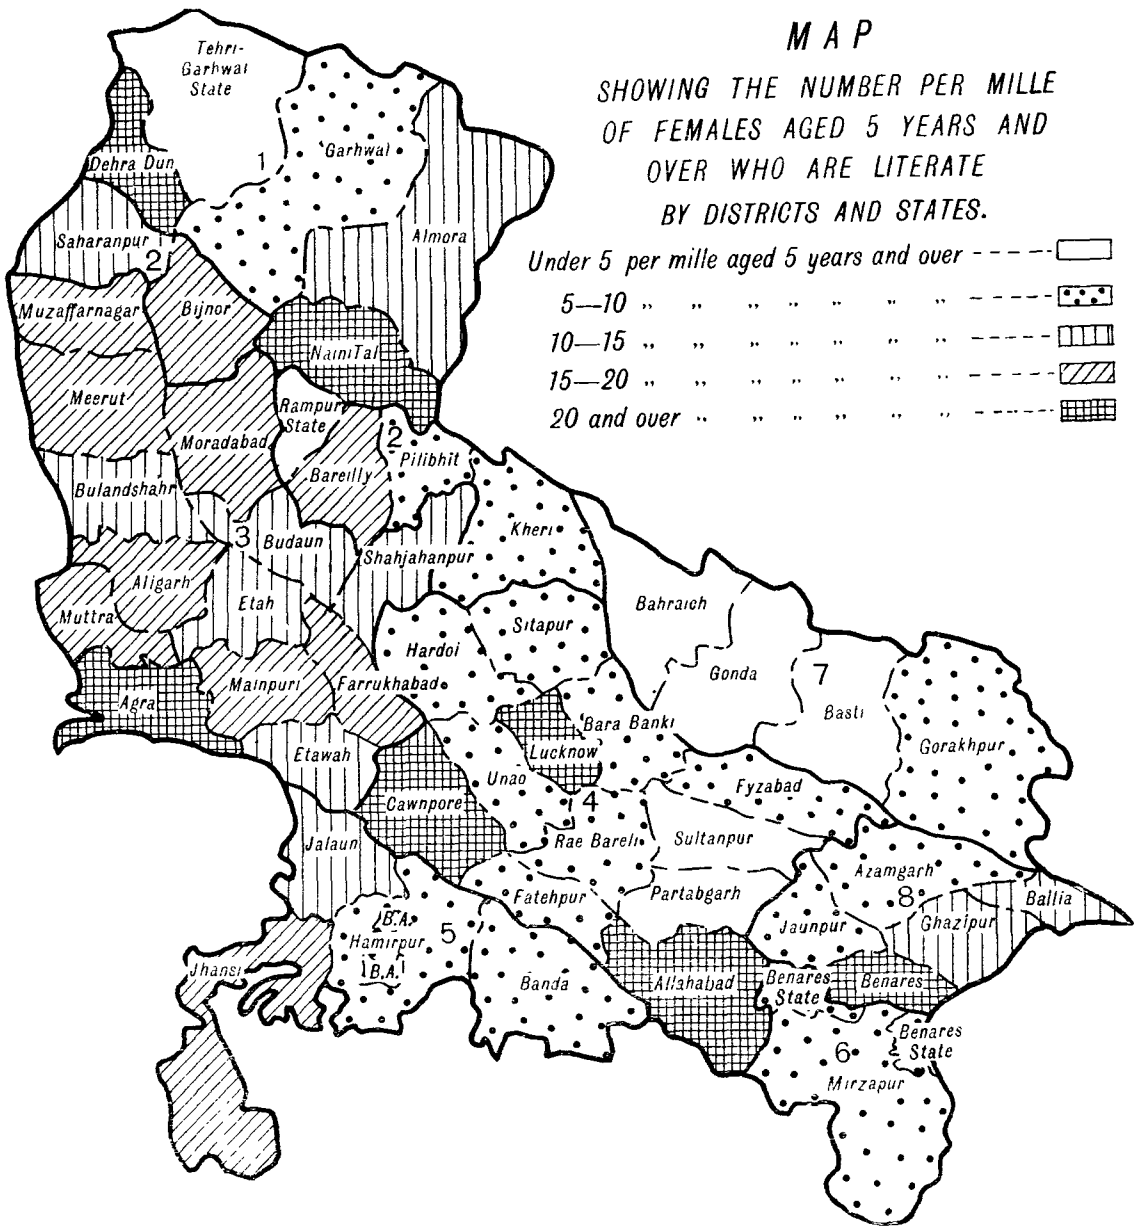 MAP
SHOWING THE NUMBER PER MILLE
OF FEMALES AGED 5 YEARS AND
OVER WHO ARE LITERATE
BY DISTRICTS AND STATES.
Under 5 per mille aged 5 years and over
5—10 " " " " " " "
10—15 " " " " " " "
15—20 " " " " " " "
20 and over " " " " " "
Tehri-
Garhwal
State
1
Garhwal
Dehra Dun
Saharanpur
2
Almora
Muzaffarnagar
Bijnor
Naini Tal
Meerut
Rampur
State
Moradabad
2
Pilibhit
Bareilly
Bulandshahr
3
Budaun
Kheri
Shahjahanpur
Aligarh
Etah
Muttra
Bahraich
Sitapur
Hardoi
Gonda
7
Mainpuri
Farrukhabad
Agra
Basti
Bara Banki
Gorakhpur
Etawah
Lucknow
Unao
Fyzabad
Cawnpore
4
Jalaun
Rae Bareli
Sultanpur
Azamgarh
8
Fatehpur
Partabgarh
Ballia
B.A.
Jaunpur
Ghazipur
Hamirpur
5
Jhansi
B.A.
Banda
Allahabad
Benares
State
Benares
Benares
State
6
Mirzapur